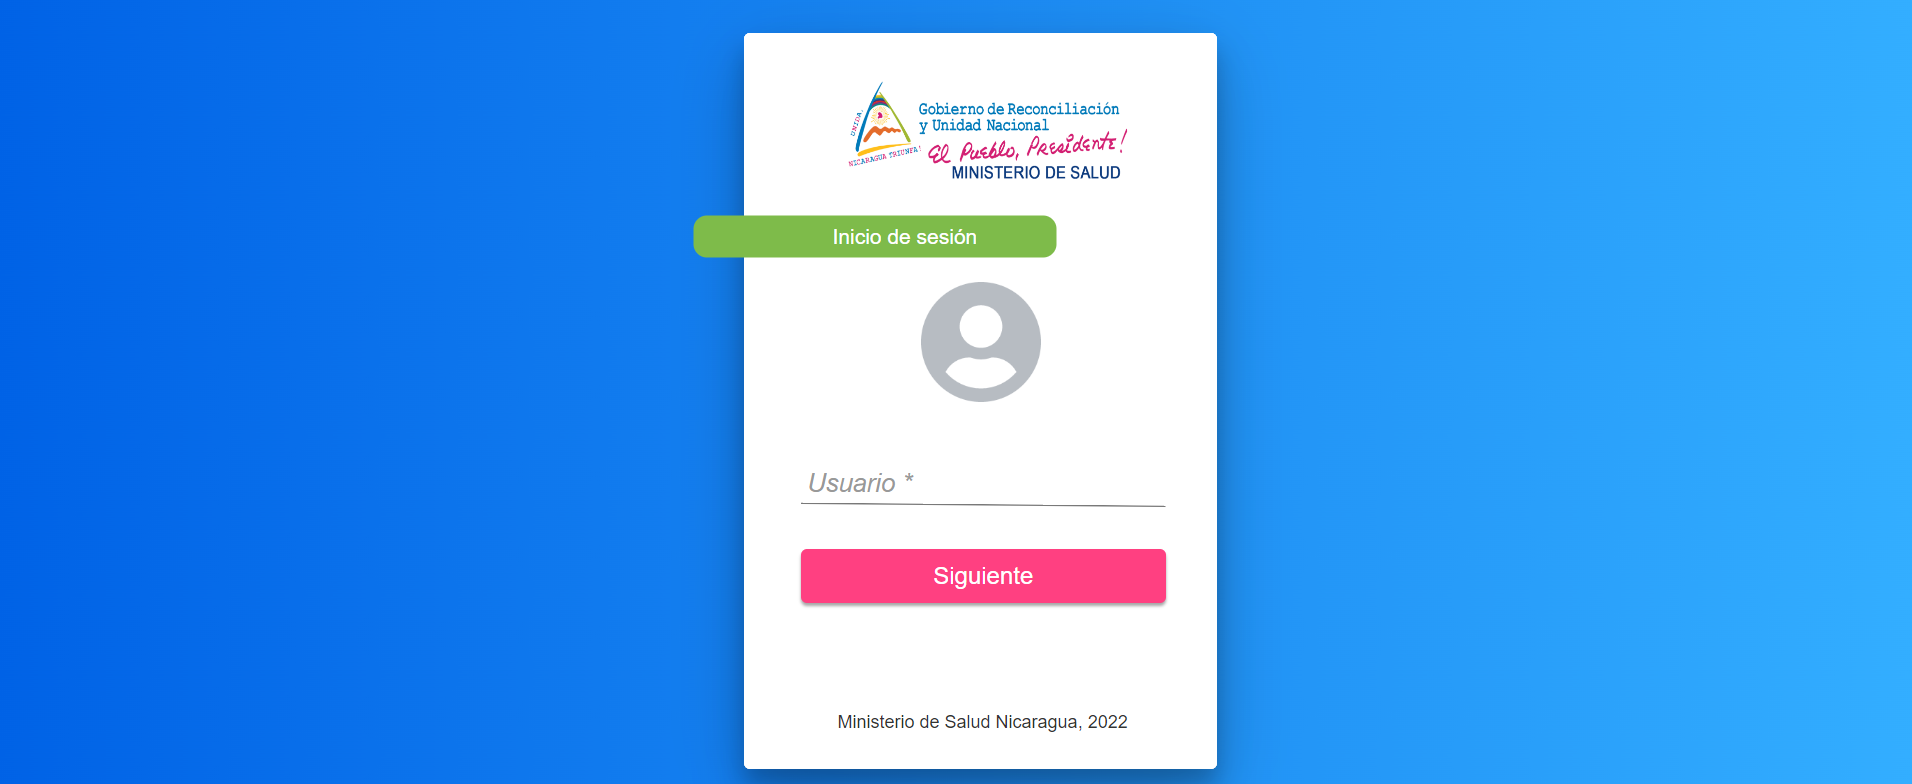 UNIDA,
NICARAGUA TRIUNFA!
Gobierno de Reconciliación
y Unidad Nacional
El Pueblo, Presidente!
MINISTERIO DE SALUD
Inicio de sesión
Usuario *
Siguiente
Ministerio de Salud Nicaragua, 2022